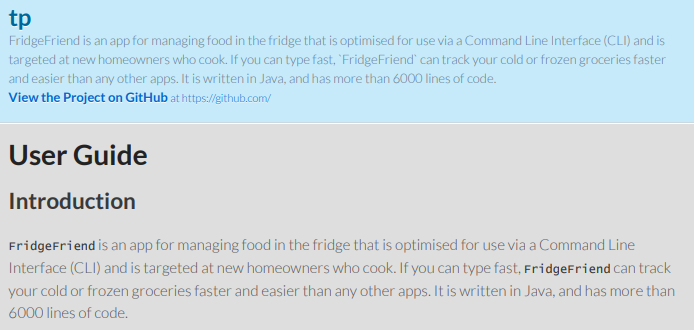 tp
FridgeFriend is an app for managing food in the fridge that is optimised for use via a Command Line Interface (CLI) and is
targeted at new homeowners who cook. If you can type fast, `FridgeFriend` can track your cold or frozen groceries faster
and easier than any other apps. It is written in Java, and has more than 6000 lines of code.
View the Project on GitHub at https://github.com/
User Guide
Introduction
FridgeFriend is an app for managing food in the fridge that is optimised for use via a Command Line
Interface (CLI) and is targeted at new homeowners who cook. If you can type fast, FridgeFriend can track
your cold or frozen groceries faster and easier than any other apps. It is written in Java, and has more than
6000 lines of code.